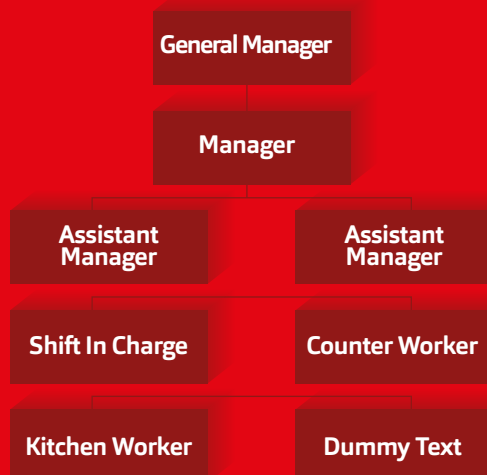 General Manager
Manager
Assistant
Manager
Assistant
Manager
Shift In Charge
Counter Worker
Kitchen Worker
Dummy Text